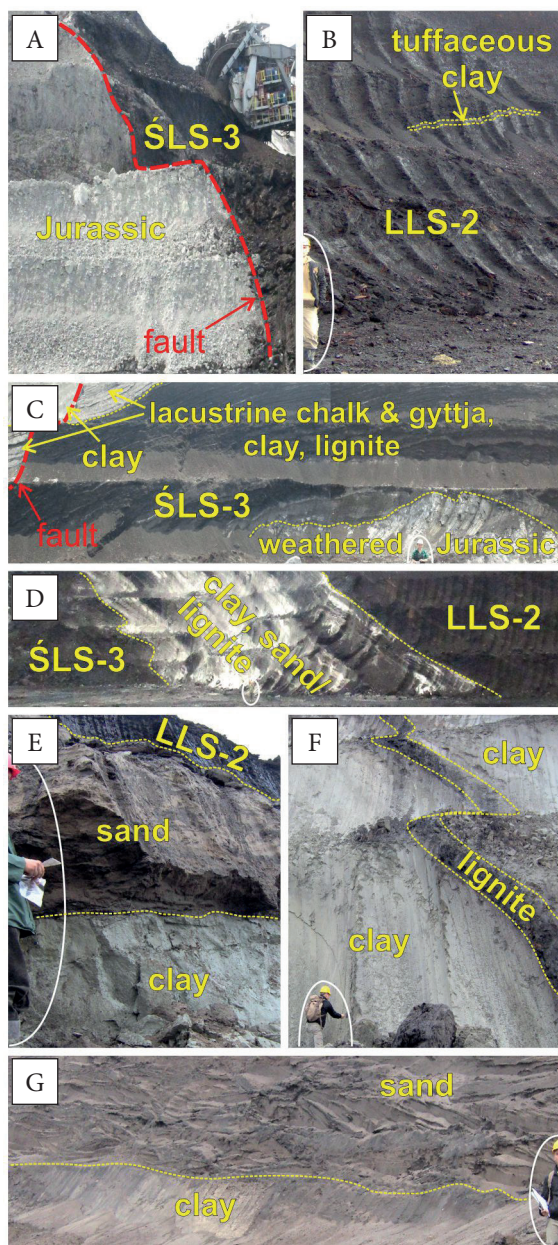 A
ŚLS-3
Jurassic
fault
B
tuffaceous
clay
LLS-2
C
lacustrine chalk & gyttja,
clay, lignite
clay
ŚLS-3
fault
weathered Jurassic
D
clay, sand/
lignite
LLS-2
ŚLS-3
E
LLS-2
sand
clay
F
clay
lignite
clay
G
sand
clay